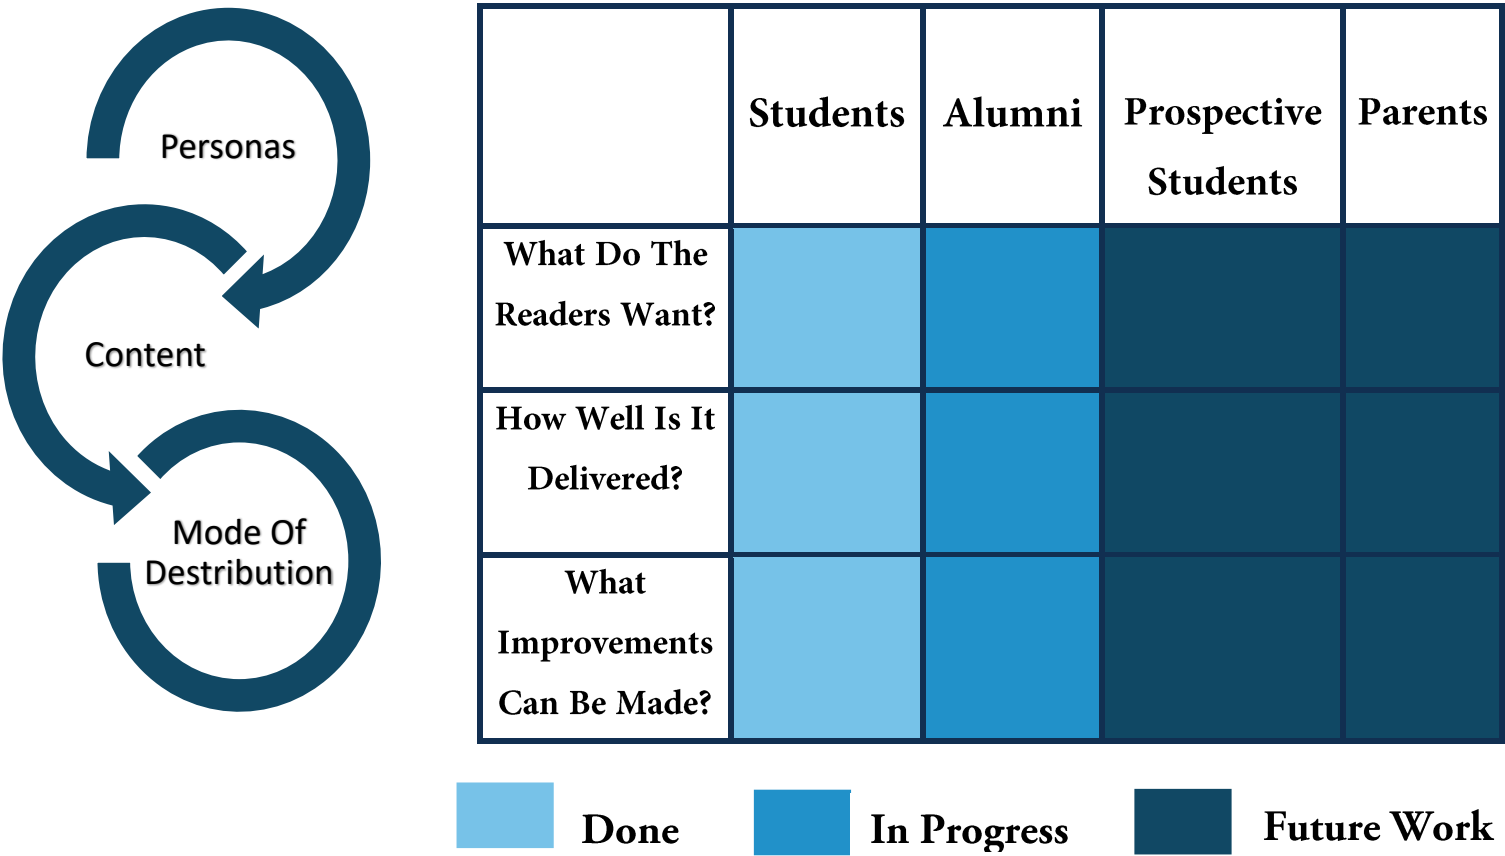 Personas
Content
Mode Of
Destribution
Students
Alumni
Prospective
Students
Parents
What Do The
Readers Want?
How Well Is It
Delivered?
What
Improvements
Can Be Made?
Done
In Progress
Future Work